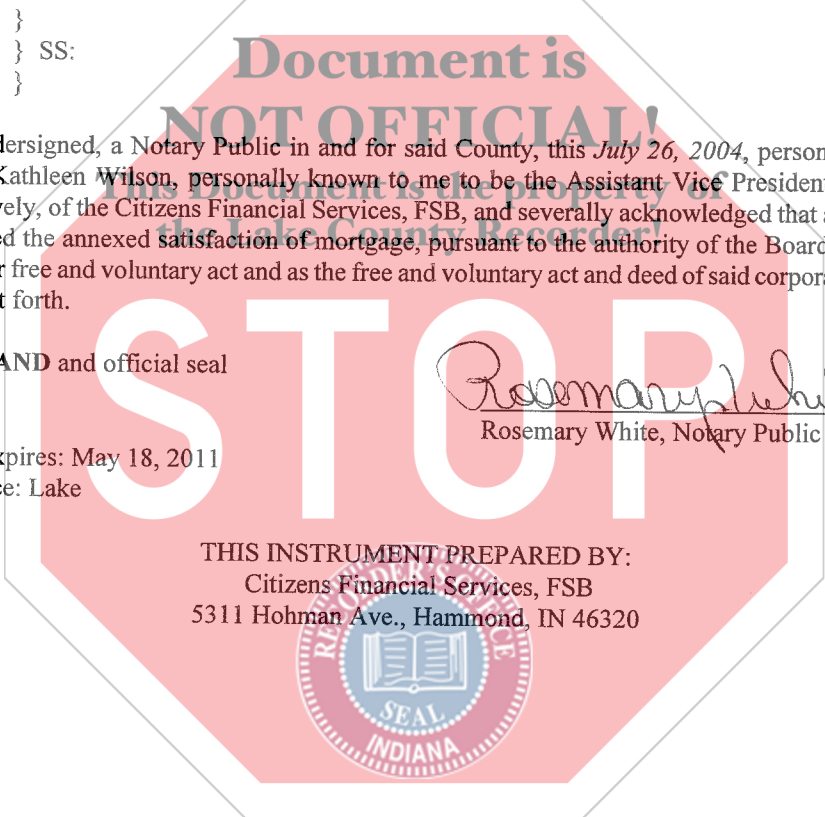 }
} SS:
}
Document is
NOT OFFICIAL!
dersigned, a Notary Public in and for said County, this July 26, 2004, person
Kathleen Wilson, personally known to me to be the Assistant Vice President
This Document is the property of
vely, of the Citizens Financial Services, FSB, and severally acknowledged that a
the Lake County Recorder!
ed the annexed satisfaction of mortgage, pursuant to the authority of the Board
r free and voluntary act and as the free and voluntary act and deed of said corpora
t forth.
STOP
AND and official seal
Rosemary Whi
Rosemary White, Notary Public
xpires: May 18, 2011
ce: Lake
THIS INSTRUMENT PREPARED BY:
Citizens Financial Services, FSB
5311 Hohman Ave., Hammond, IN 46320
RECORDER'S OFFICE
SEAL
INDIANA